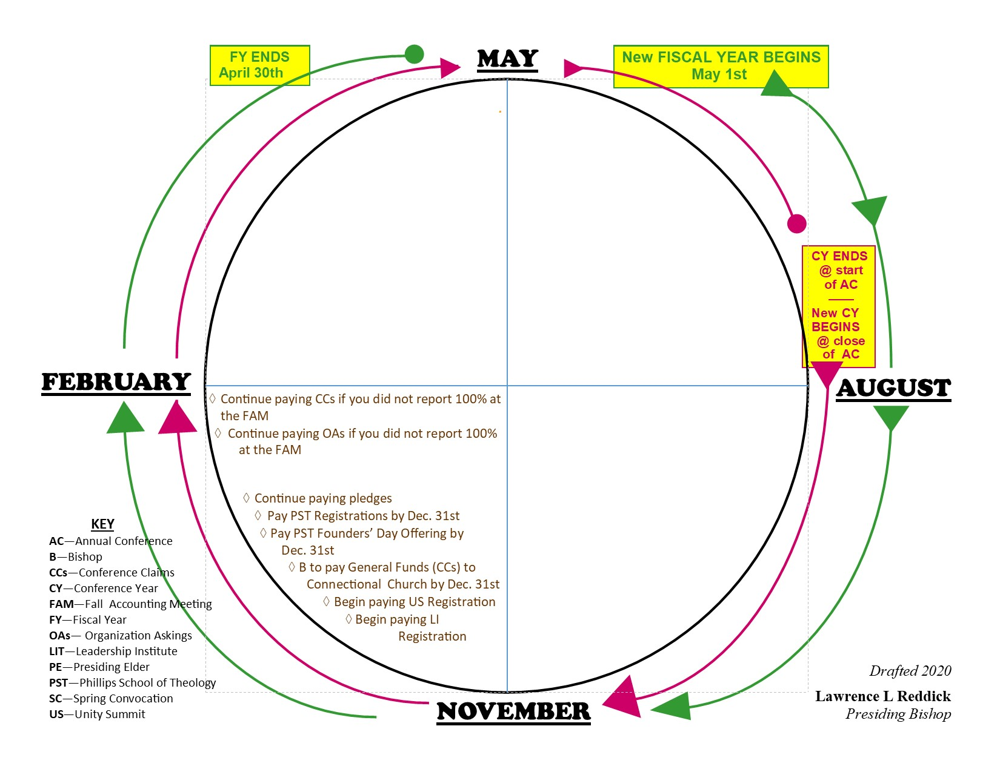 MAY
FY ENDS
April 30th
New FISCAL YEAR BEGINS
May 1st
CY ENDS
@ start
of AC
New CY
BEGINS
@ close
of AC
FEBRUARY
AUGUST
◊ Continue paying CCs if you did not report 100% at
the FAM
◊ Continue paying OAs if you did not report 100%
at the FAM
◊ Continue paying pledges
◊ Pay PST Registrations by Dec. 31st
◊ Pay PST Founders’ Day Offering by
Dec. 31st
◊ B to pay General Funds (CCs) to
Connectional Church by Dec. 31st
◊ Begin paying US Registration
◊ Begin paying LI
Registration
KEY
AC—Annual Conference
B—Bishop
CCs—Conference Claims
CY—Conference Year
FAM—Fall Accounting Meeting
FY—Fiscal Year
OAs— Organization Askings
LIT—Leadership Institute
PE—Presiding Elder
PST—Phillips School of Theology
SC—Spring Convocation
US—Unity Summit
NOVEMBER
Drafted 2020
Lawrence L Reddick
Presiding Bishop